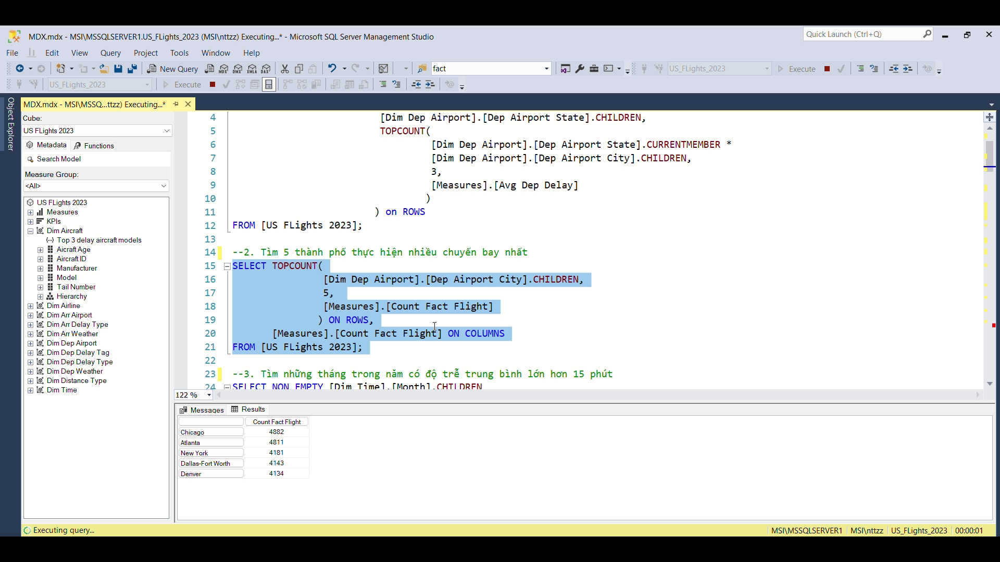 MDX.mdx - MSI\MSSQLSERVER1.US_FLights_2023 (MSI\nttzz) Executing...* - Microsoft SQL Server Management Studio
Quick Launch (Ctrl+Q)
File Edit View Query Project Tools Window Help
New Query MDX DMX XMLA DAX fact US_FLights_2023 Execute
US_FLights_2023 Execute
Object Explorer
MDX.mdx - MSI\MSSQ...ttzz) Executing...*
Cube:
US FLights 2023
Metadata Functions
Search Model
Measure Group:
<All>
US FLights 2023
Measures
KPIs
Dim Aircraft
Top 3 delay aircraft models
Aicraft Age
Aircraft ID
Manufacturer
Model
Tail Number
Hierarchy
Dim Airline
Dim Arr Airport
Dim Arr Delay Type
Dim Arr Weather
Dim Dep Airport
Dim Dep Delay Tag
Dim Dep Delay Type
Dim Dep Weather
Dim Distance Type
Dim Time
4 [Dim Dep Airport].[Dep Airport State].CHILDREN,
5 TOPCOUNT(
6 [Dim Dep Airport].[Dep Airport State].CURRENTMEMBER *
7 [Dim Dep Airport].[Dep Airport City].CHILDREN,
8 3,
9 [Measures].[Avg Dep Delay]
10 )
11 ) on ROWS
12 FROM [US FLights 2023];
13
14 --2. Tìm 5 thành phố thực hiện nhiều chuyến bay nhất
15 SELECT TOPCOUNT(
16 [Dim Dep Airport].[Dep Airport City].CHILDREN,
17 5,
18 [Measures].[Count Fact Flight]
19 ) ON ROWS,
20 [Measures].[Count Fact Flight] ON COLUMNS
21 FROM [US FLights 2023];
22
23 --3. Tìm những tháng trong năm có độ trễ trung bình lớn hơn 15 phút
24 SELECT NON EMPTY [Dim Time].[Month].CHILDREN
122 %
Messages Results
Count Fact Flight
Chicago 4882
Atlanta 4811
New York 4181
Dallas-Fort Worth 4143
Denver 4134
Executing query... MSI\MSSQLSERVER1 MSI\nttzz US_FLights_2023 00:00:01